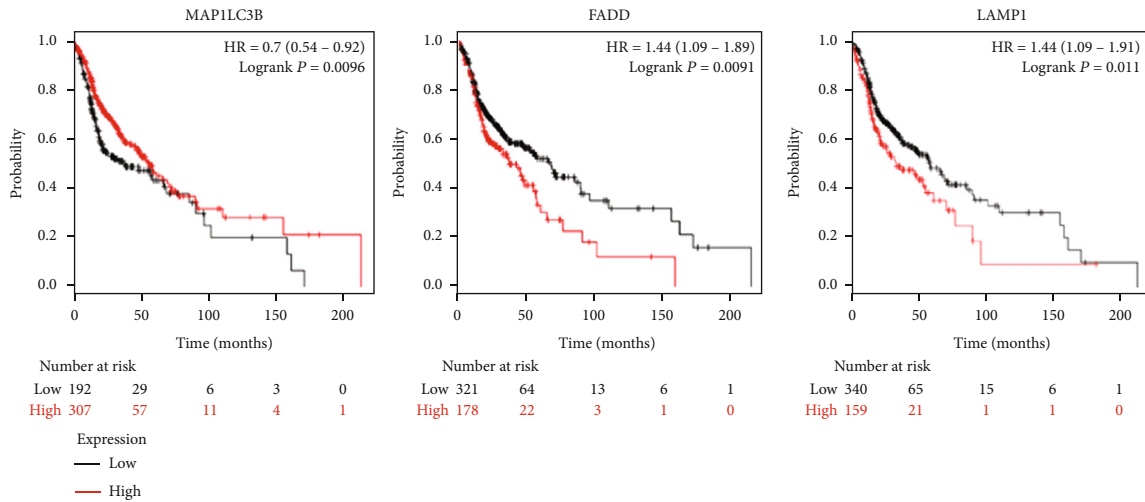 MAP1LC3B
HR = 0.7 (0.54 – 0.92)
Logrank P = 0.0096
Probability
1.0
0.8
0.6
0.4
0.2
0.0
0 50 100 150 200
Time (months)
Number at risk
Low 192 29 6 3 0
High 307 57 11 4 1
FADD
HR = 1.44 (1.09 – 1.89)
Logrank P = 0.0091
Probability
1.0
0.8
0.6
0.4
0.2
0.0
0 50 100 150 200
Time (months)
Number at risk
Low 321 64 13 6 1
High 178 22 3 1 0
LAMP1
HR = 1.44 (1.09 – 1.91)
Logrank P = 0.011
Probability
1.0
0.8
0.6
0.4
0.2
0.0
0 50 100 150 200
Time (months)
Number at risk
Low 340 65 15 6 1
High 159 21 1 1 0
Expression
Low
High